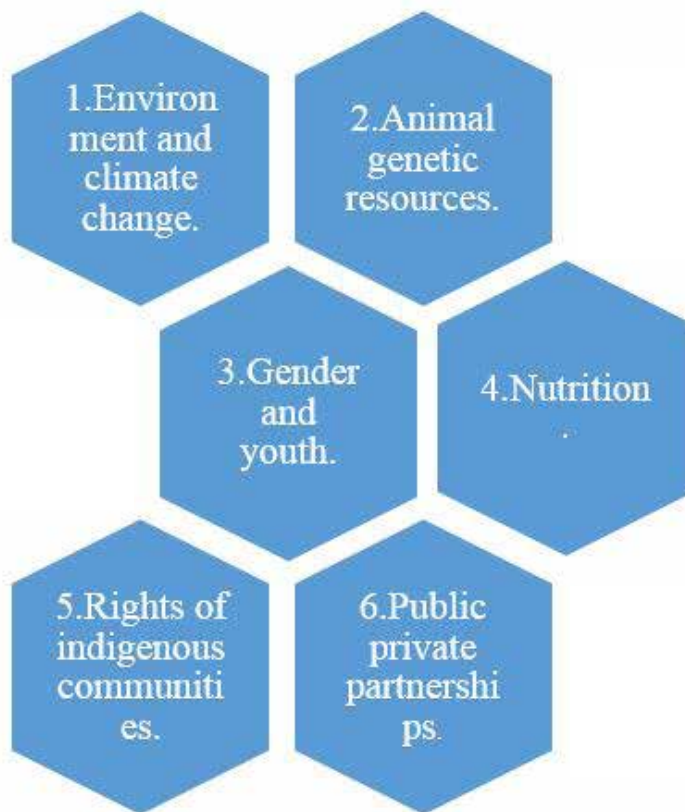 1.Environ
ment and
climate
change.
2.Animal
genetic
resources.
3.Gender
and
youth.
4.Nutrition
.
5.Rights of
indigenous
communiti
es.
6.Public
private
partnershi
ps.